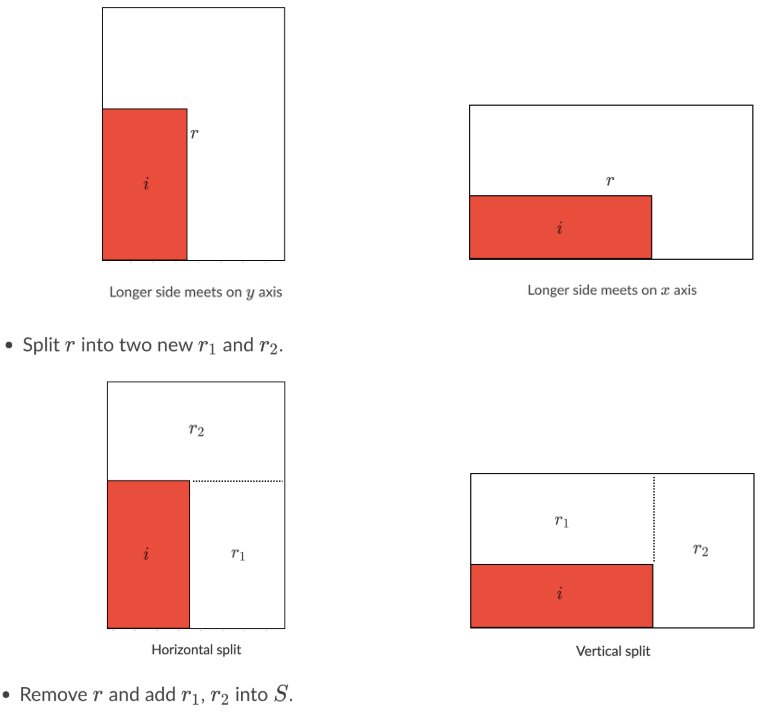 r
i
r
i
Longer side meets on y axis
Longer side meets on x axis
• Split r into two new r₁ and r₂.
r₂
i
r₁
r₁
r₂
i
Horizontal split
Vertical split
• Remove r and add r₁, r₂ into S.